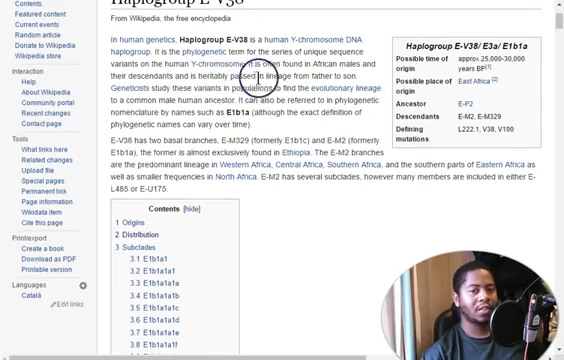 Haplogroup E-V38
From Wikipedia, the free encyclopedia
Featured content
Current events
Random article
Donate to Wikipedia
Wikipedia store
Interaction
Help
About Wikipedia
Community portal
Recent changes
Contact page
Tools
What links here
Related changes
Upload file
Special pages
Permanent link
Page information
Wikidata item
Cite this page
Print/export
Create a book
Download as PDF
Printable version
Languages
Català
Edit links
In human genetics, Haplogroup E-V38 is a human Y-chromosome DNA
haplogroup. It is the phylogenetic term for the series of unique sequence
variants on the human Y-chromosome. It is often found in African males and
their descendants and is heritably passed in lineage from father to son.
Geneticists study these variants in populations to find the evolutionary lineage
to a common male human ancestor. It can also be referred to in phylogenetic
nomenclature by names such as E1b1a (although the exact definition of
phylogenetic names can vary over time).
E-V38 has two basal branches, E-M329 (formerly E1b1c) and E-M2 (formerly
E1b1a), the former is almost exclusively found in Ethiopia. The E-M2 branches
are the predominant lineage in Western Africa, Central Africa, Southern Africa, and the southern parts of Eastern Africa as
well as smaller frequencies in North Africa. E-M2 has several subclades, however many members are included in either E-
L485 or E-U175.
Haplogroup E-V38/ E3a/ E1b1a
Possible time of origin approx 25,000-30,000 years BP[1]
Possible place of origin East Africa [2]
Ancestor E-P2
Descendants E-M2, E-M329
Defining mutations L222.1, V38, V100
Contents [hide]
1 Origins
2 Distribution
3 Subclades
3.1 E1b1a1
3.2 E1b1a1a1
3.3 E1b1a1a1a
3.4 E1b1a1a1b
3.5 E1b1a1a1c
3.6 E1b1a1a1d
3.7 E1b1a1a1e
3.8 E1b1a1a1f